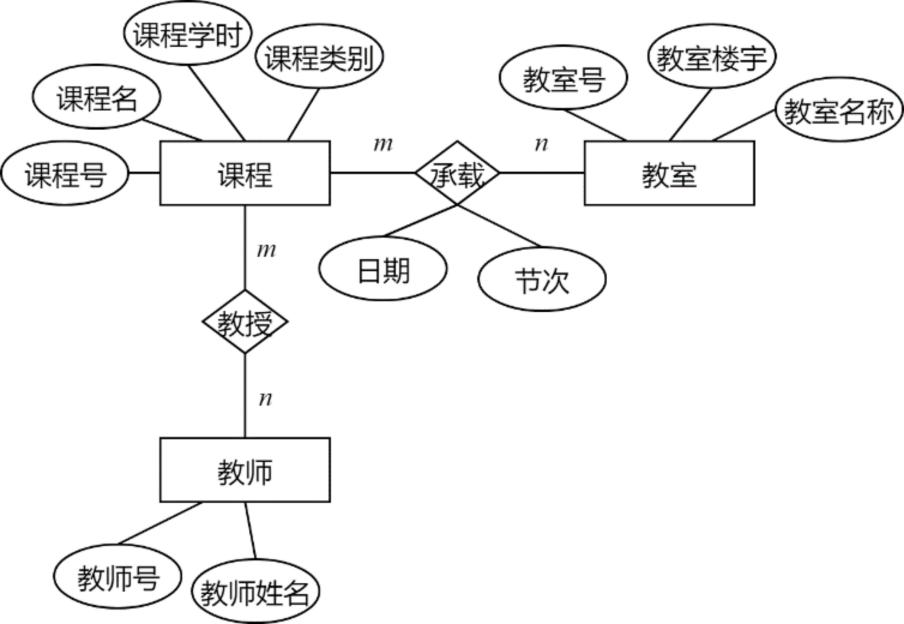 课程学时
课程类别
课程名
课程号
课程
m
承载
n
教室号
教室楼宇
教室名称
教室
日期
节次
m
教授
n
教师
教师号
教师姓名